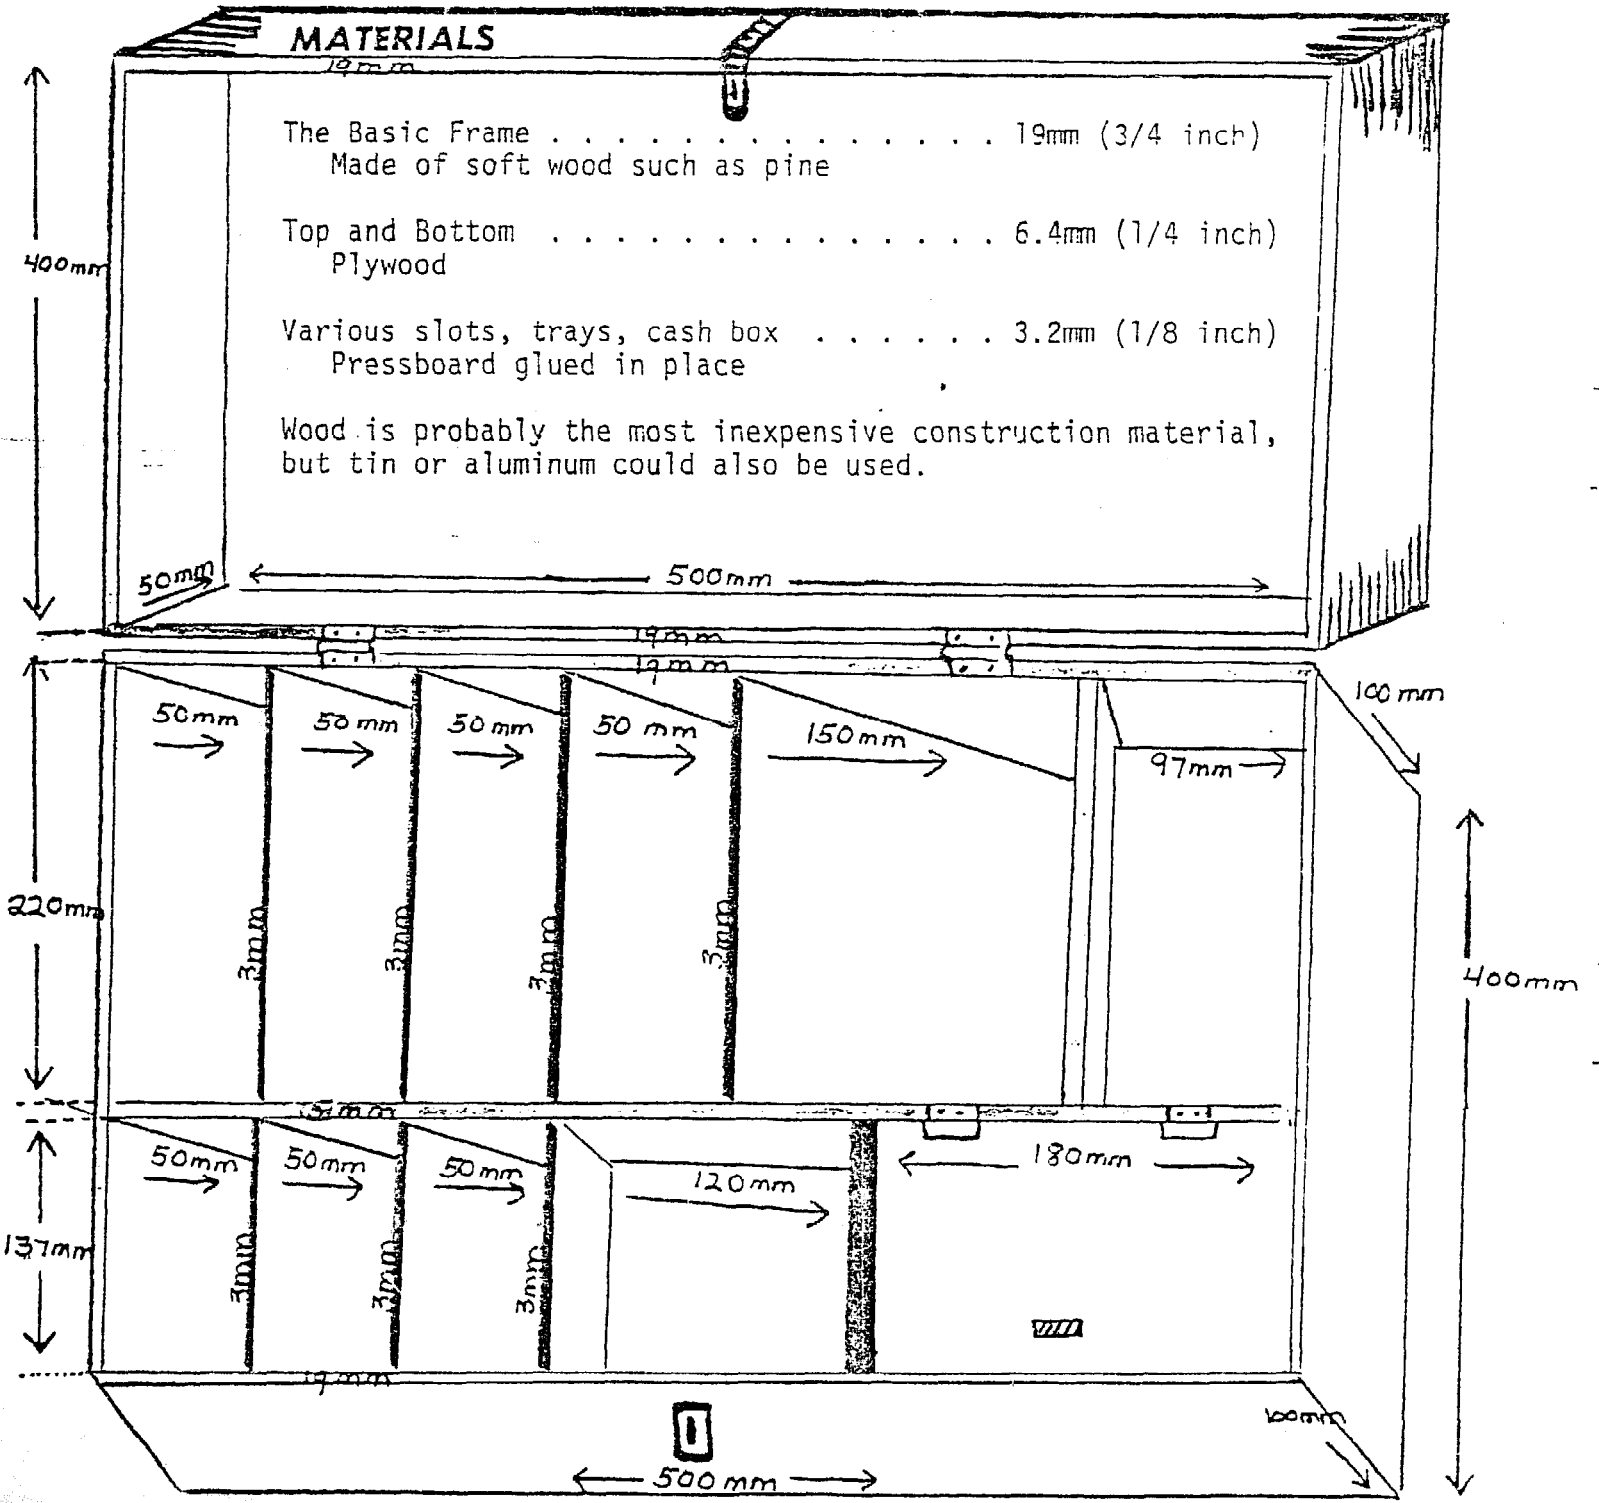 MATERIALS
19mm
The Basic Frame . . . . . . . . . . . . . . 19mm (3/4 inch)
Made of soft wood such as pine
Top and Bottom . . . . . . . . . . . . . . 6.4mm (1/4 inch)
Plywood
400mm
Various slots, trays, cash box . . . . . . 3.2mm (1/8 inch)
Pressboard glued in place
Wood is probably the most inexpensive construction material,
but tin or aluminum could also be used.
50mm
500mm
19mm
19mm
100mm
50mm 50mm 50mm 50mm 150mm
97mm
220mm
3mm 3mm 3mm 3mm
400mm
50mm 50mm 50mm 120mm 180mm
137mm
3mm 3mm 3mm
19mm
100mm
500mm